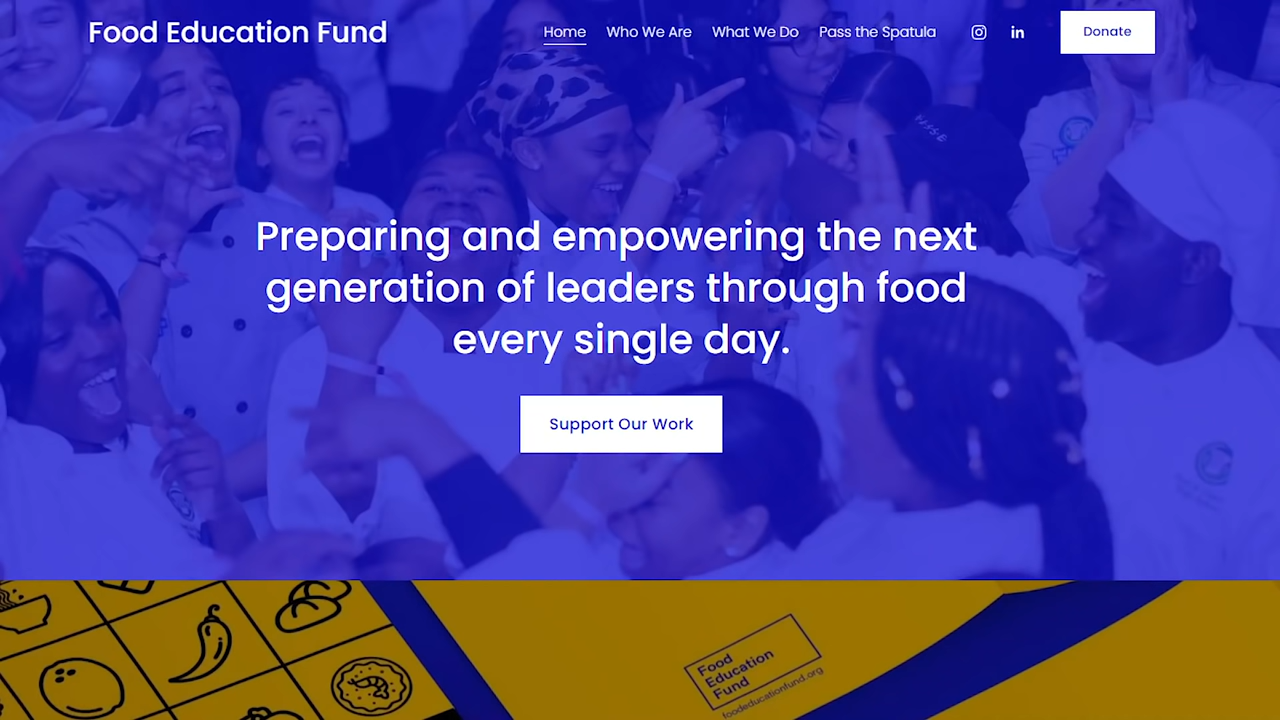 Food Education Fund
Home Who We Are What We Do Pass the Spatula in Donate
Preparing and empowering the next
generation of leaders through food
every single day.
Support Our Work
Food
Education
Fund
foodeducationfund.org